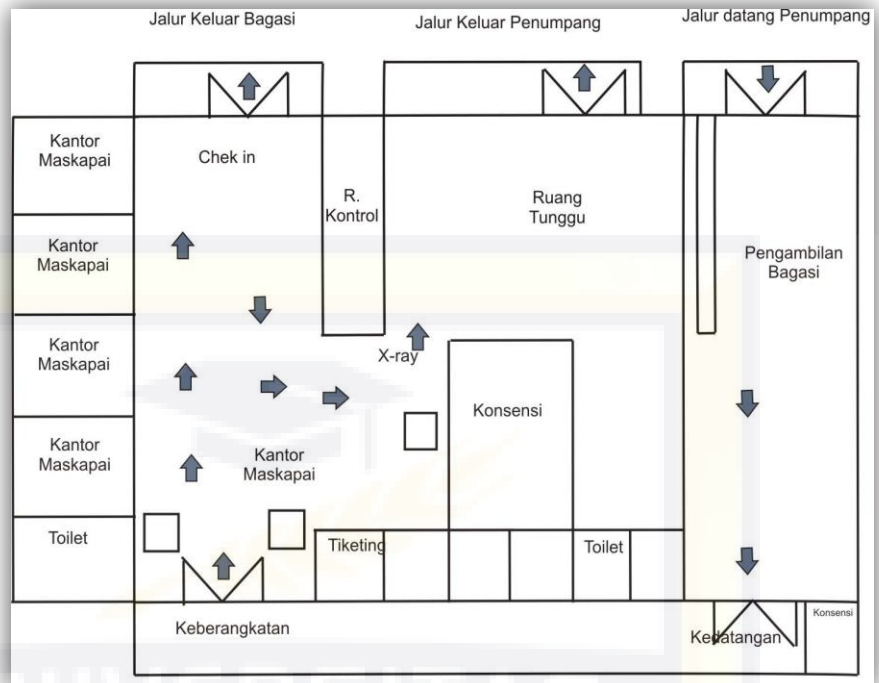 Jalur Keluar Bagasi
Jalur Keluar Penumpang
Jalur datang Penumpang
Kantor
Maskapai
Chek in
R.
Kontrol
Ruang
Tunggu
Kantor
Maskapai
Pengambilan
Bagasi
Kantor
Maskapai
X-ray
Konsensi
Kantor
Maskapai
Kantor
Maskapai
Toilet
Tiketing
Toilet
Keberangkatan
Kedatangan
Konsensi